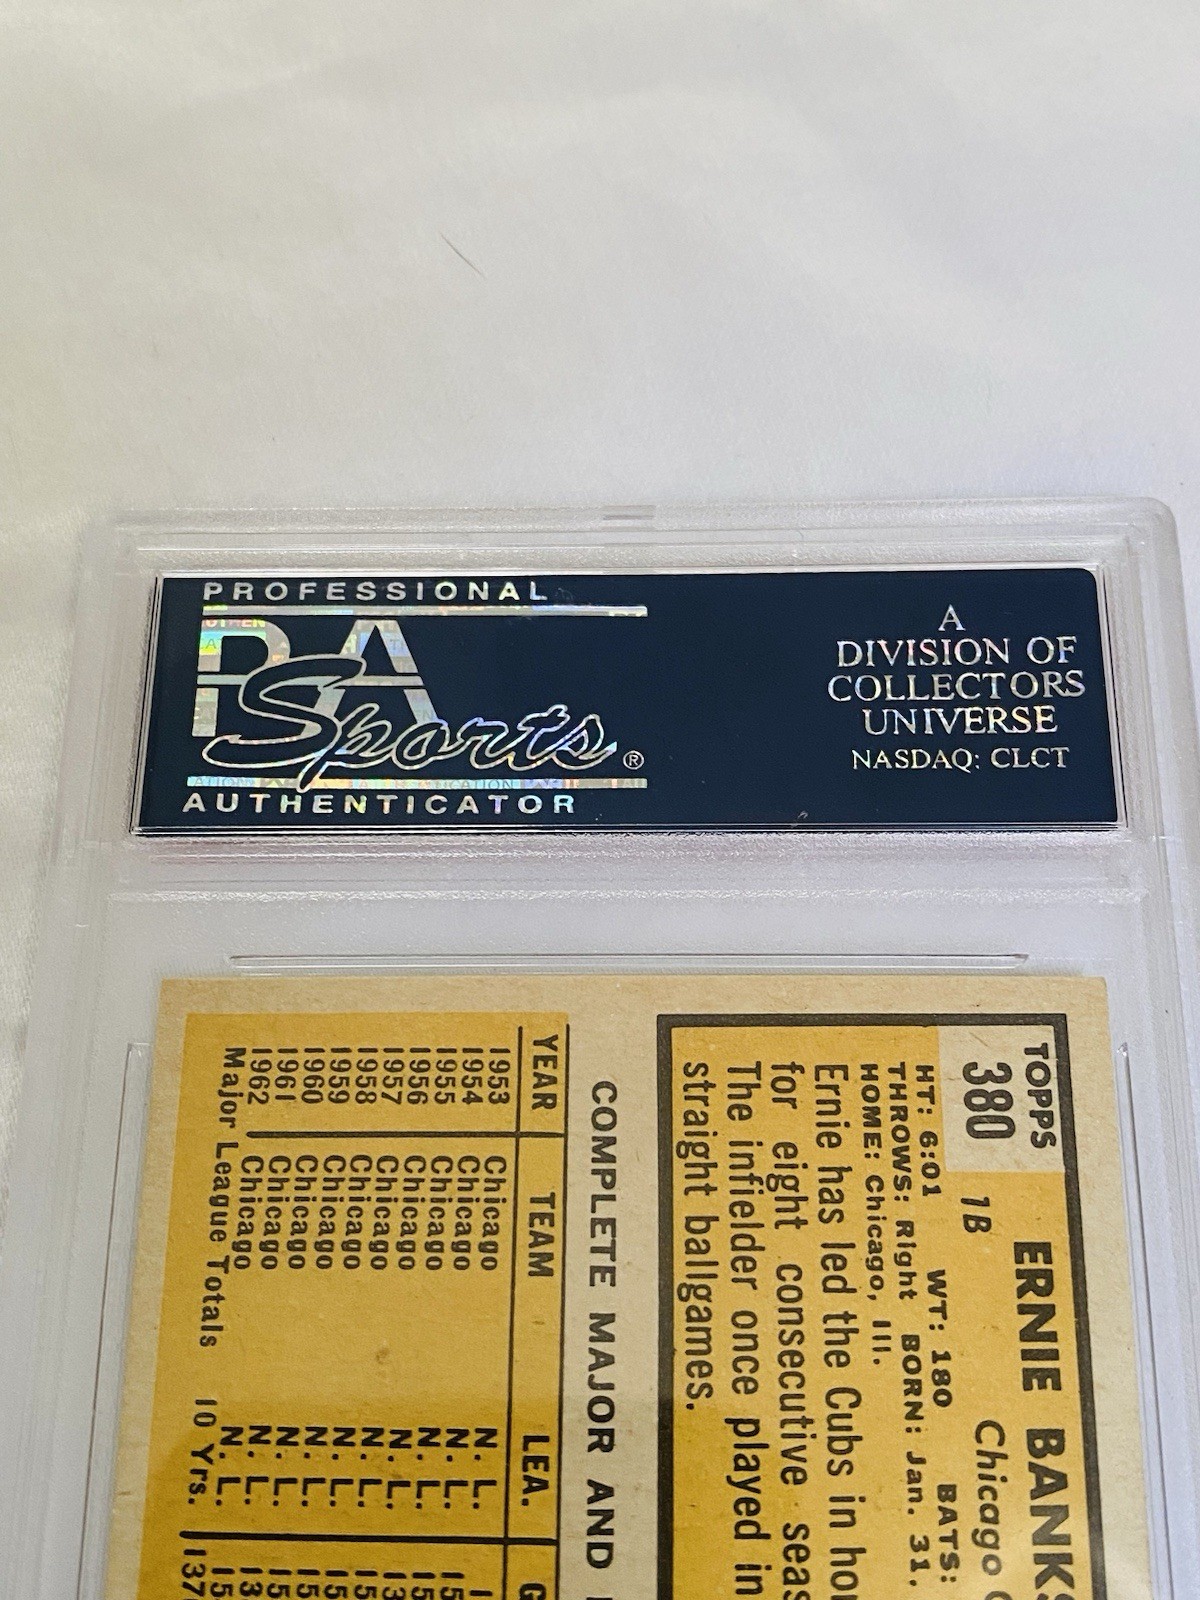 PROFESSIONAL
PSA
Sports®
AUTHENTICATOR
A
DIVISION OF
COLLECTORS
UNIVERSE
NASDAQ: CLCT
TOPPS
380
1B
ERNIE BANKS
Chicago
HT: 6:01 WT: 180 BATS:
THROWS: Right BORN: Jan. 31,
HOME: Chicago, Ill.
Ernie has led the Cubs in
for eight consecutive
The infielder once played in
straight ballgames.
COMPLETE MAJOR AND
YEAR TEAM LEA. G
1953 Chicago N. L.
1954 Chicago N. L.
1955 Chicago N. L.
1956 Chicago N. L.
1957 Chicago N. L.
1958 Chicago N. L.
1959 Chicago N. L.
1960 Chicago N. L.
1961 Chicago N. L.
1962 Chicago N. L.
Major League Totals 10 Yrs.